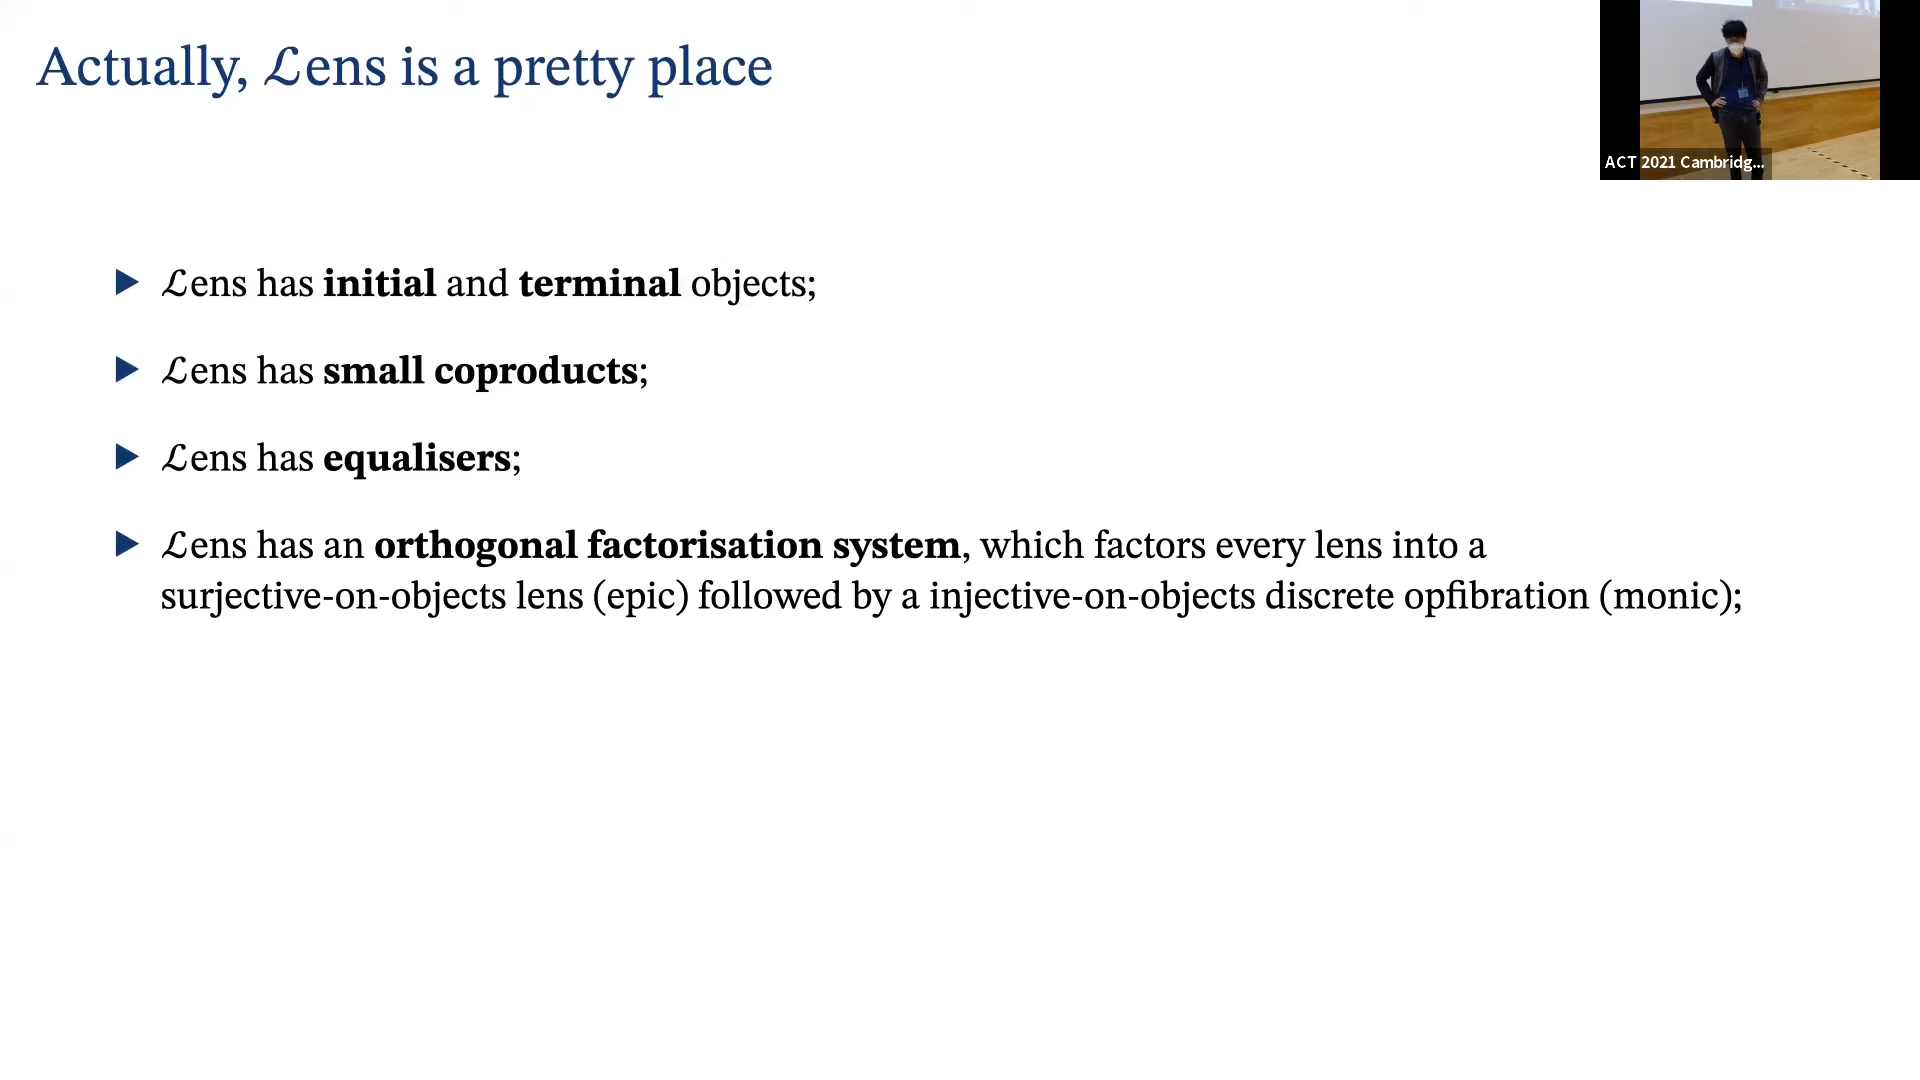 Actually, ℒens is a pretty place
ACT 2021 Cambridg...
▶ ℒens has initial and terminal objects;
▶ ℒens has small coproducts;
▶ ℒens has equalisers;
▶ ℒens has an orthogonal factorisation system, which factors every lens into a
surjective-on-objects lens (epic) followed by a injective-on-objects discrete opfibration (monic);